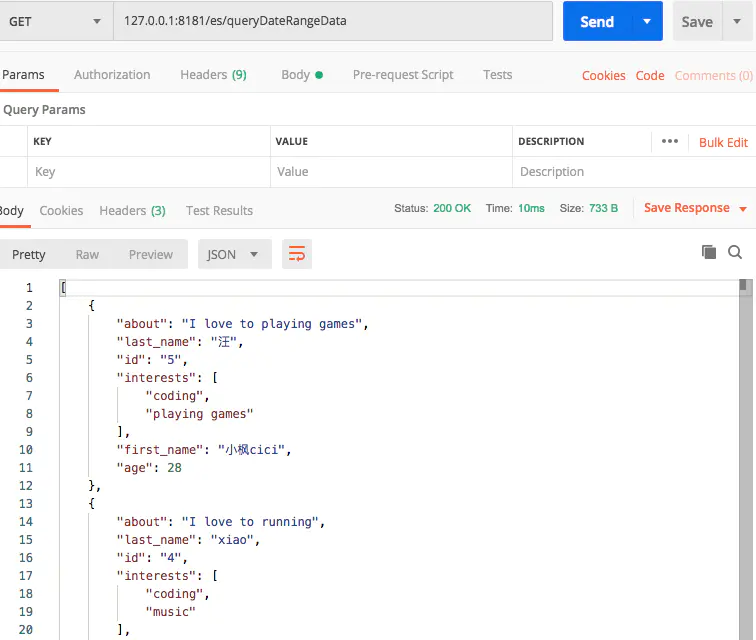 GET 127.0.0.1:8181/es/queryDateRangeData Send Save
Params Authorization Headers (9) Body Pre-request Script Tests Cookies Code Comments (0)
Query Params
KEY VALUE DESCRIPTION ••• Bulk Edit
Key Value Description
Body Cookies Headers (3) Test Results Status: 200 OK Time: 10ms Size: 733 B Save Response
Pretty Raw Preview JSON
1 [
2 {
3 "about": "I love to playing games",
4 "last_name": "汪",
5 "id": "5",
6 "interests": [
7 "coding",
8 "playing games"
9 ],
10 "first_name": "小枫cici",
11 "age": 28
12 },
13 {
14 "about": "I love to running",
15 "last_name": "xiao",
16 "id": "4",
17 "interests": [
18 "coding",
19 "music"
20 ],